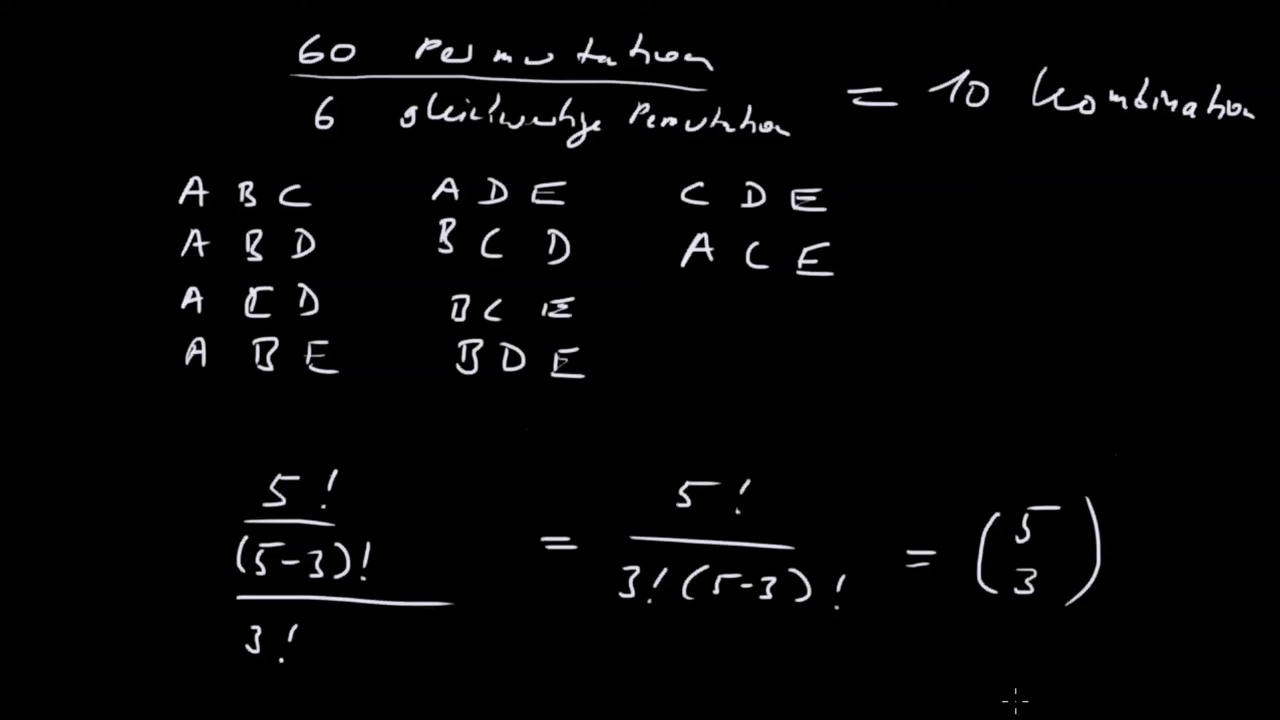 60 Permutation
6 gleichwertige Permutation
= 10 Kombination
A B C A D E C D E
A B D B C D A C E
A C D B C E
A B E B D E
5!
(5-3)!
3!
=
5!
3!(5-3)!
=
(5
3)